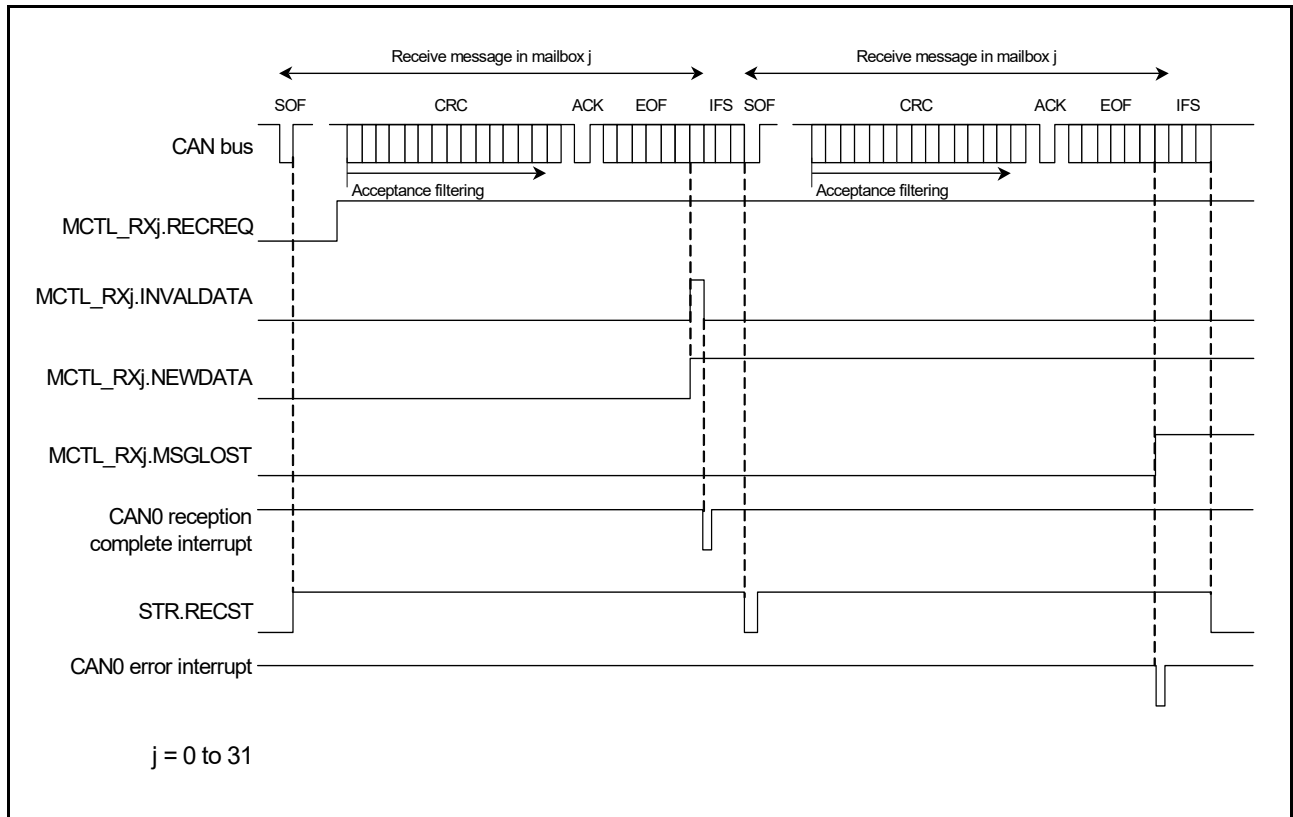 Receive message in mailbox j Receive message in mailbox j
SOF CRC ACK EOF IFS SOF CRC ACK EOF IFS
CAN bus
Acceptance filtering Acceptance filtering
MCTL_RXj.RECREQ
MCTL_RXj.INVALDATA
MCTL_RXj.NEWDATA
MCTL_RXj.MSGLOST
CAN0 reception
complete interrupt
STR.RECST
CAN0 error interrupt
j = 0 to 31